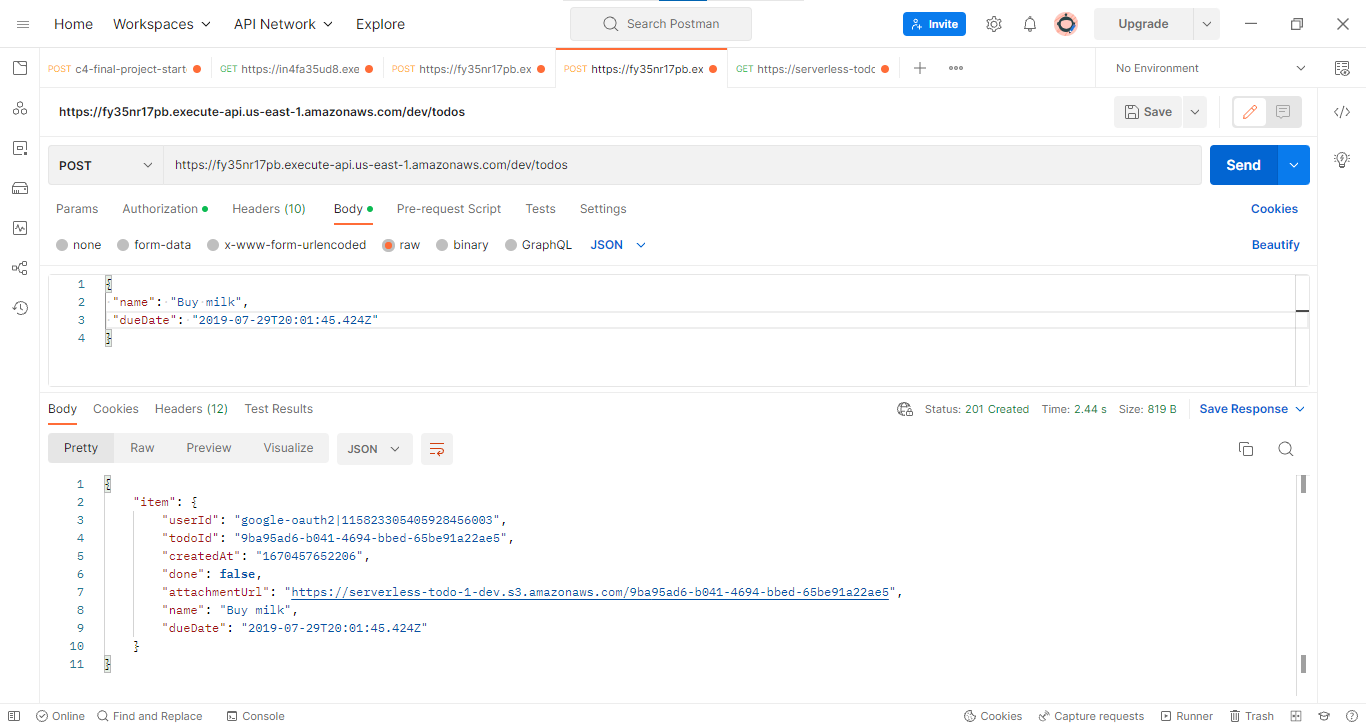 Home Workspaces API Network Explore Search Postman Invite Upgrade
POST c4-final-project-start GET https://in4fa35ud8.exe POST https://fy35nr17pb.ex POST https://fy35nr17pb.ex GET https://serverless-todo No Environment
https://fy35nr17pb.execute-api.us-east-1.amazonaws.com/dev/todos Save
POST https://fy35nr17pb.execute-api.us-east-1.amazonaws.com/dev/todos Send
Params Authorization Headers (10) Body Pre-request Script Tests Settings Cookies
none form-data x-www-form-urlencoded raw binary GraphQL JSON Beautify
1 {
2 "name": "Buy milk",
3 "dueDate": "2019-07-29T20:01:45.424Z"
4 }
Body Cookies Headers (12) Test Results Status: 201 Created Time: 2.44 s Size: 819 B Save Response
Pretty Raw Preview Visualize JSON
1 {
2 "item": {
3 "userId": "google-oauth2|115823305405928456003",
4 "todoId": "9ba95ad6-b041-4694-bbed-65be91a22ae5",
5 "createdAt": "1670457652206",
6 "done": false,
7 "attachmentUrl": "https://serverless-todo-1-dev.s3.amazonaws.com/9ba95ad6-b041-4694-bbed-65be91a22ae5",
8 "name": "Buy milk",
9 "dueDate": "2019-07-29T20:01:45.424Z"
10 }
11 }
Online Find and Replace Console Cookies Capture requests Runner Trash